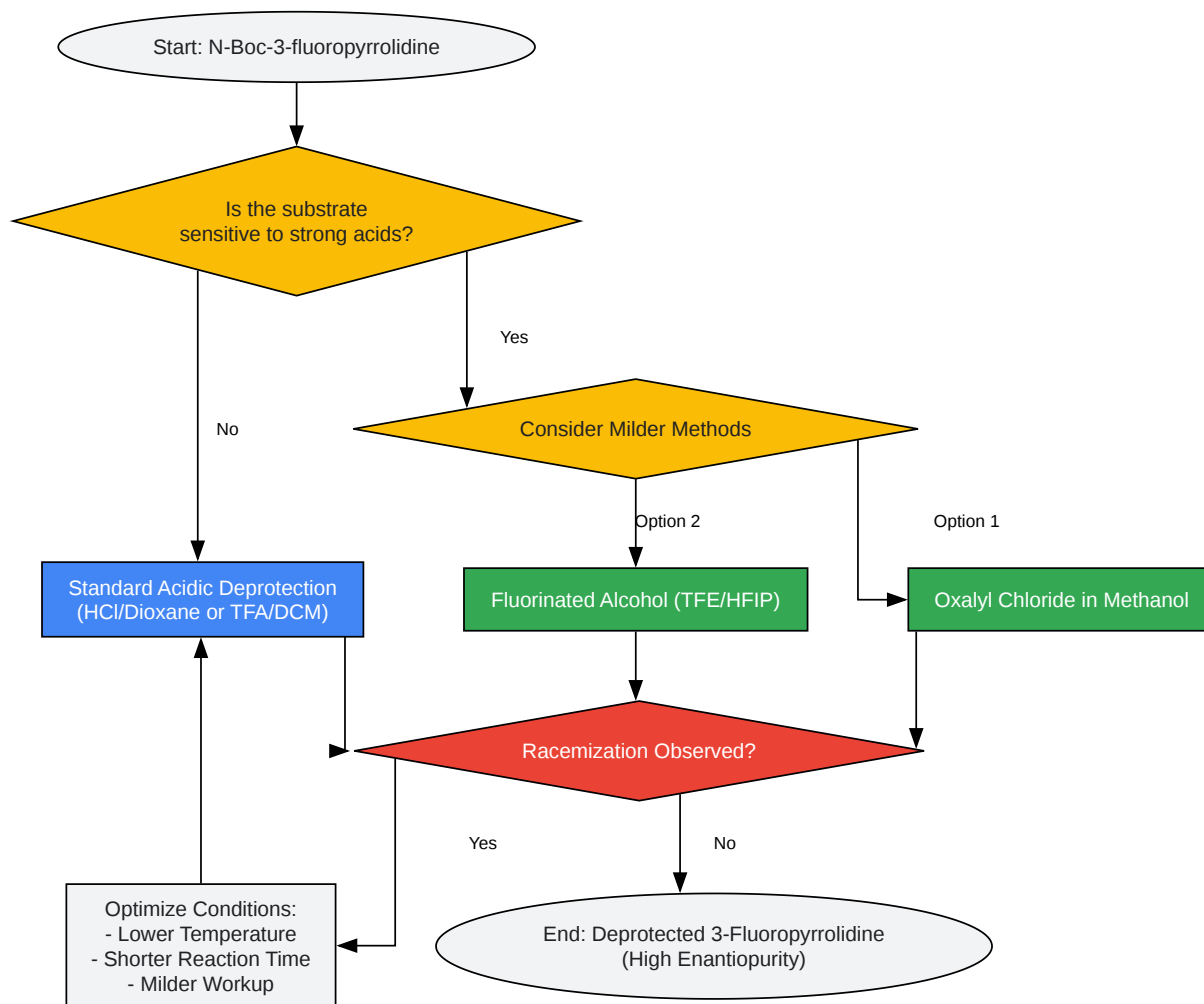 Start: N-Boc-3-fluoropyrrolidine
Is the substrate
sensitive to strong acids?
Yes
No
Consider Milder Methods
Option 2
Option 1
Standard Acidic Deprotection
(HCl/Dioxane or TFA/DCM)
Fluorinated Alcohol (TFE/HFIP)
Oxalyl Chloride in Methanol
Racemization Observed?
Yes
No
Optimize Conditions:
- Lower Temperature
- Shorter Reaction Time
- Milder Workup
End: Deprotected 3-Fluoropyrrolidine
(High Enantiopurity)